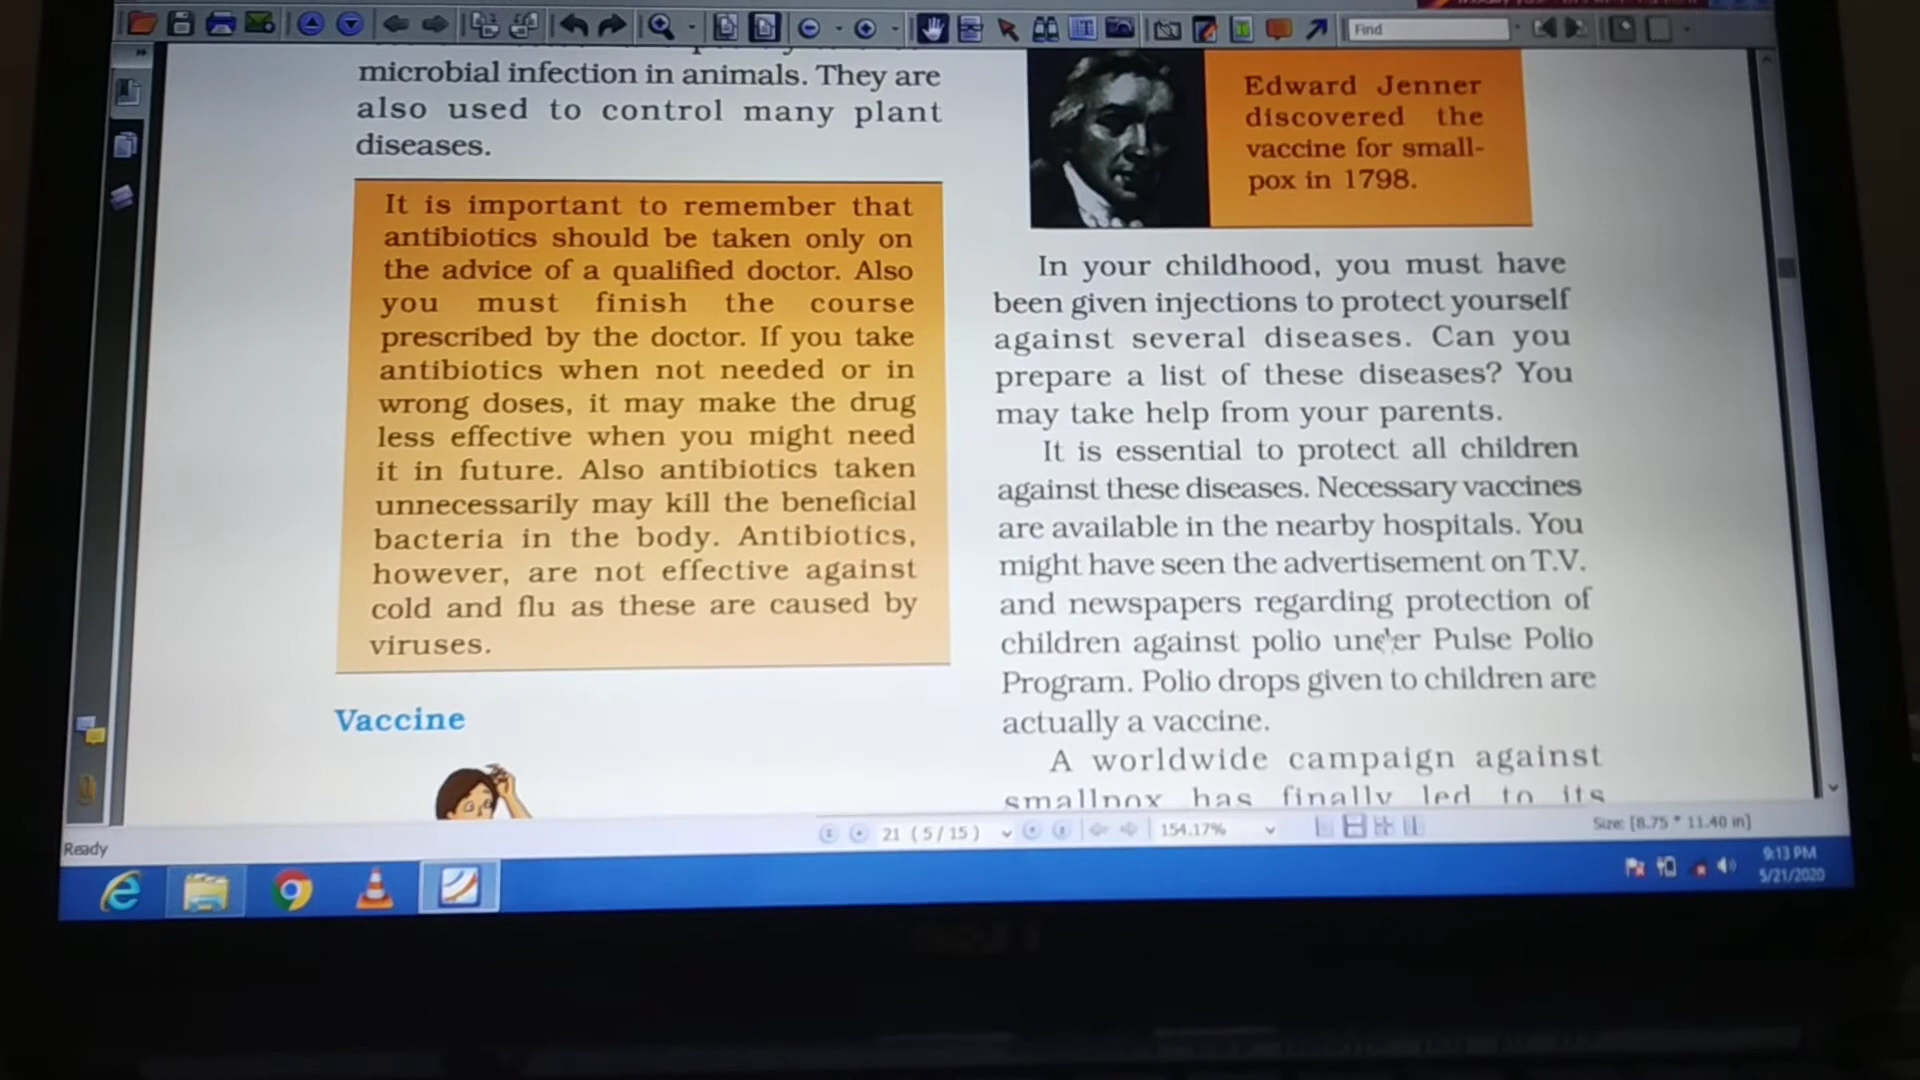 Find
microbial infection in animals. They are
also used to control many plant
diseases.
It is important to remember that
antibiotics should be taken only on
the advice of a qualified doctor. Also
you must finish the course
prescribed by the doctor. If you take
antibiotics when not needed or in
wrong doses, it may make the drug
less effective when you might need
it in future. Also antibiotics taken
unnecessarily may kill the beneficial
bacteria in the body. Antibiotics,
however, are not effective against
cold and flu as these are caused by
viruses.
Vaccine
Edward Jenner
discovered the
vaccine for small-
pox in 1798.
In your childhood, you must have
been given injections to protect yourself
against several diseases. Can you
prepare a list of these diseases? You
may take help from your parents.
It is essential to protect all children
against these diseases. Necessary vaccines
are available in the nearby hospitals. You
might have seen the advertisement on T.V.
and newspapers regarding protection of
children against polio under Pulse Polio
Program. Polio drops given to children are
actually a vaccine.
A worldwide campaign against
smallpox has finally led to its
21 (5/15)
154.17%
Size: [8.75 * 11.40 in]
Ready
9:13 PM
5/21/2020